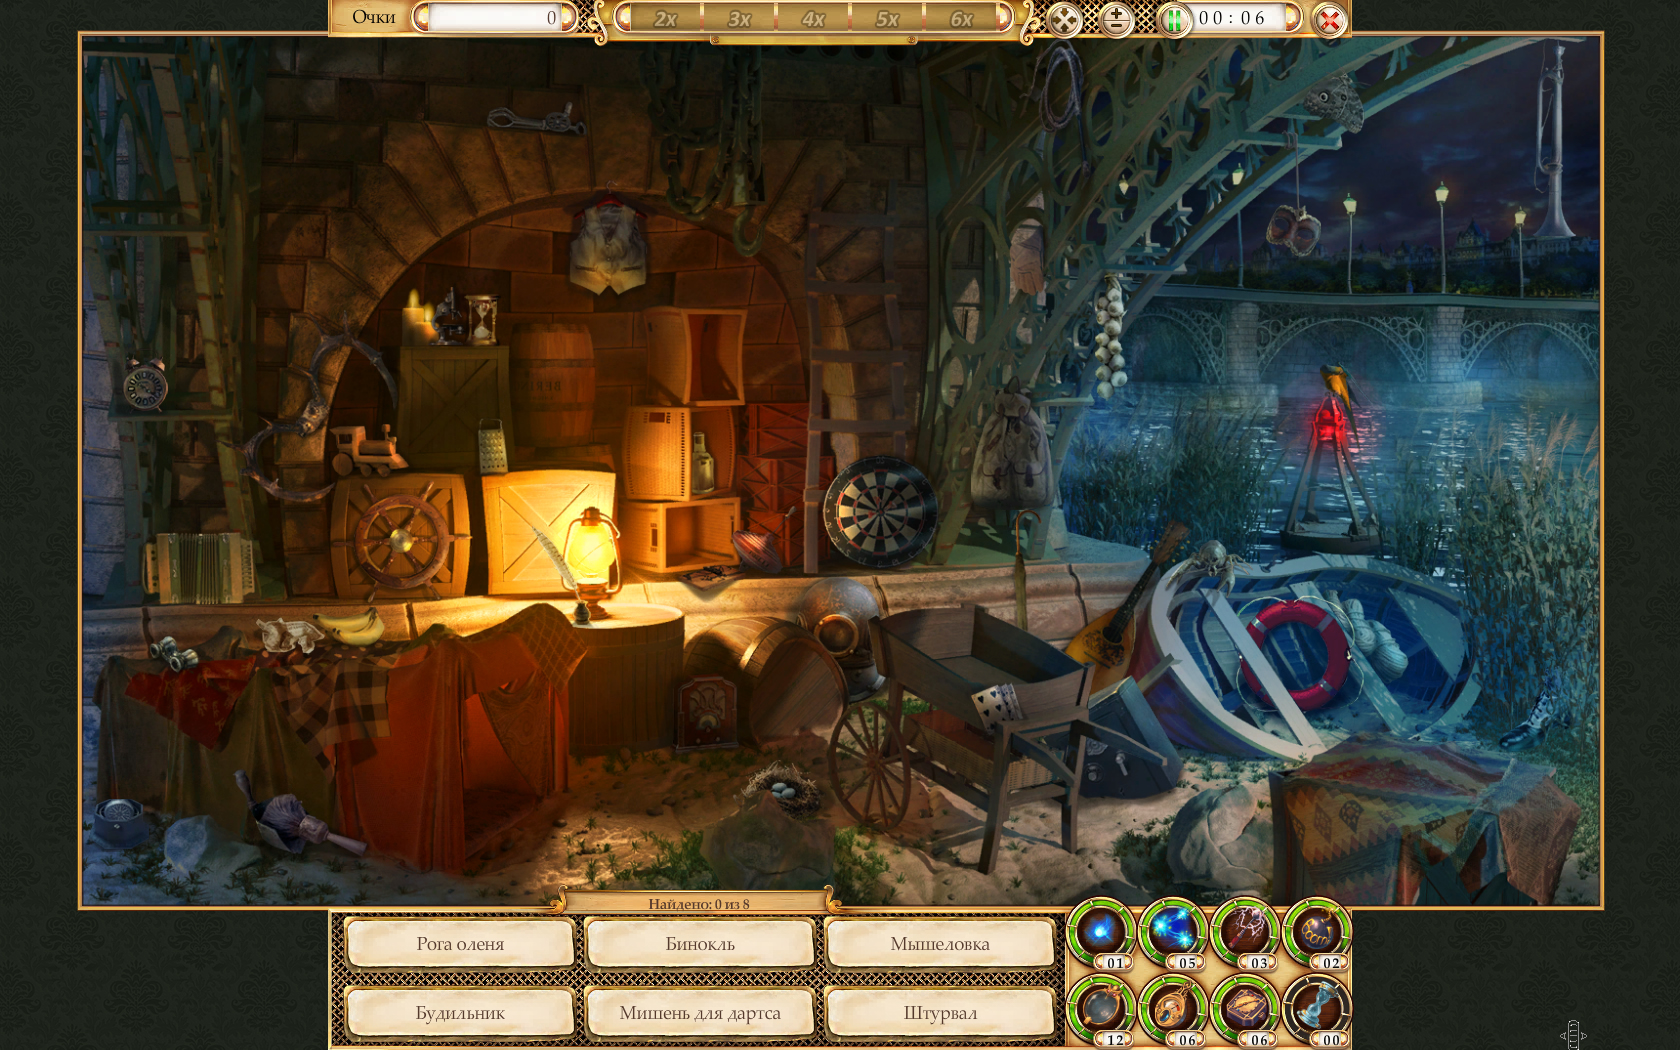 Очки
0
2x 3x 4x 5x 6x
00:06
Найдено: 0 из 8
Рога оленя
Бинокль
Мышеловка
Будильник
Мишень для дартса
Штурвал
01 05 03 02
12 06 06 00